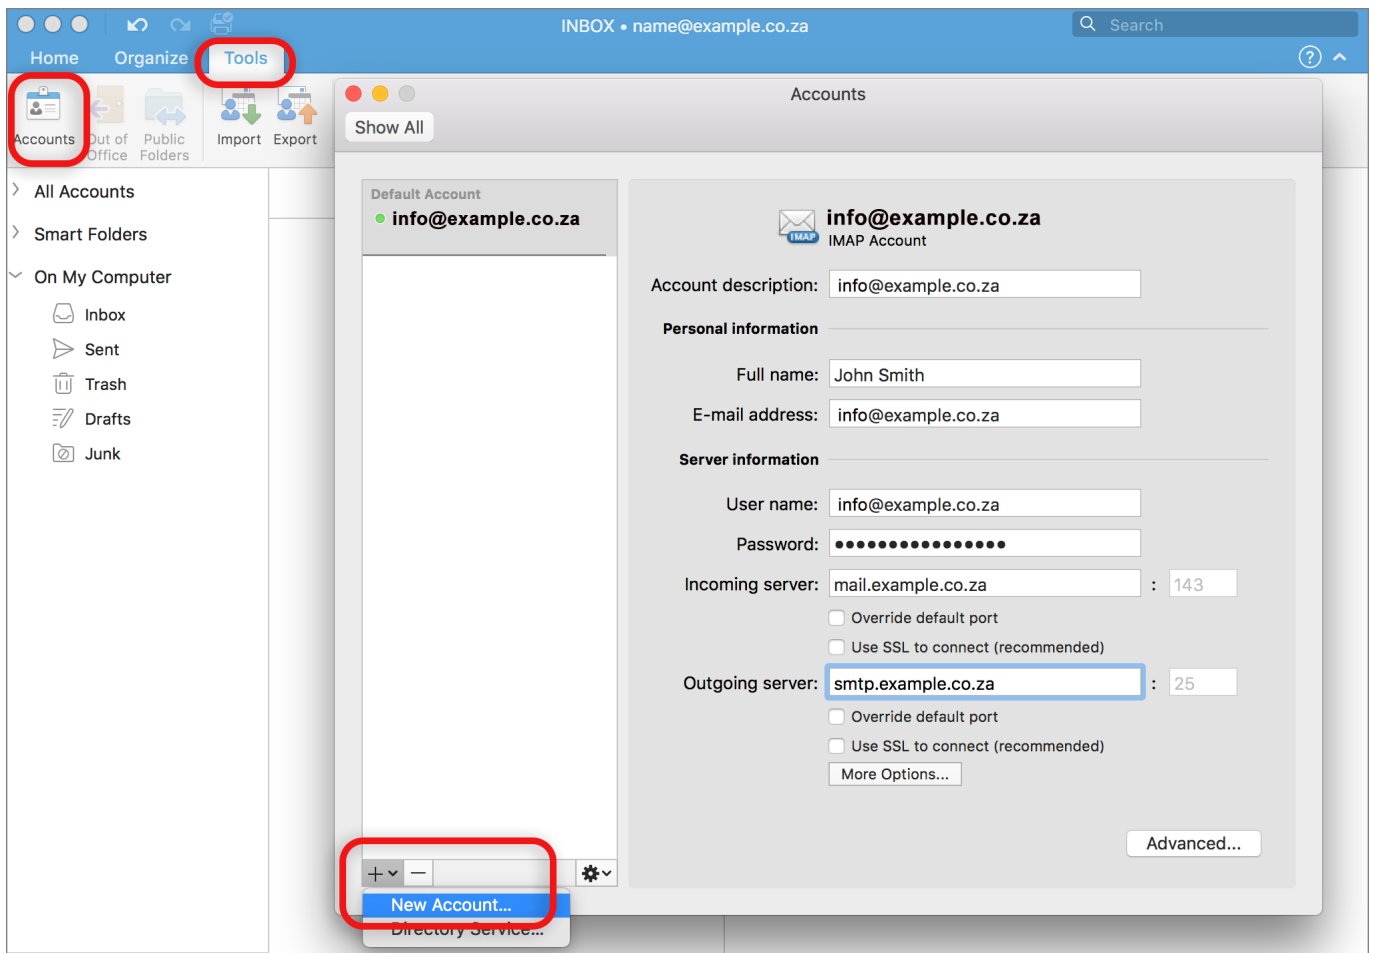 INBOX • name@example.co.za
Search
Home
Organize
Tools
?
Accounts
Out of
Office
Public
Folders
Import
Export
All Accounts
Smart Folders
On My Computer
Inbox
Sent
Trash
Drafts
Junk
Accounts
Show All
Default Account
info@example.co.za
IMAP
info@example.co.za
IMAP Account
Account description: info@example.co.za
Personal information
Full name: John Smith
E-mail address: info@example.co.za
Server information
User name: info@example.co.za
Password: ••••••••••••••••
Incoming server: mail.example.co.za : 143
Override default port
Use SSL to connect (recommended)
Outgoing server: smtp.example.co.za : 25
Override default port
Use SSL to connect (recommended)
More Options...
Advanced...
New Account...
Directory Service...